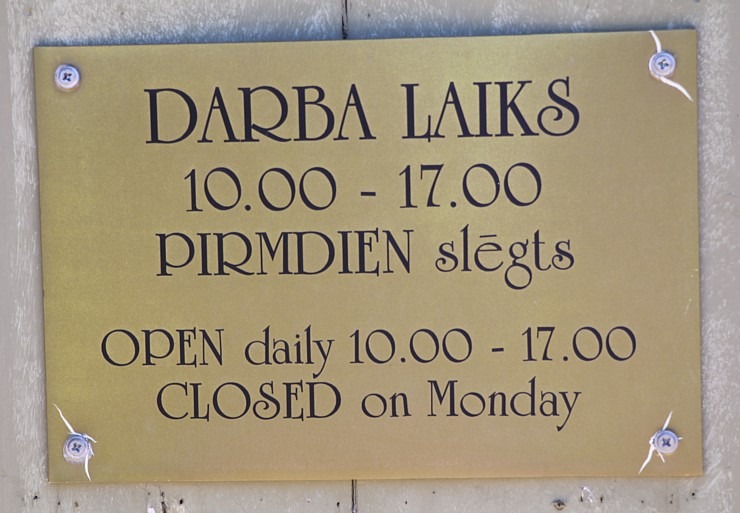 DARBA LAIKS
10.00 - 17.00
PIRMDIEN slēgts
OPEN daily 10.00 - 17.00
CLOSED on Monday